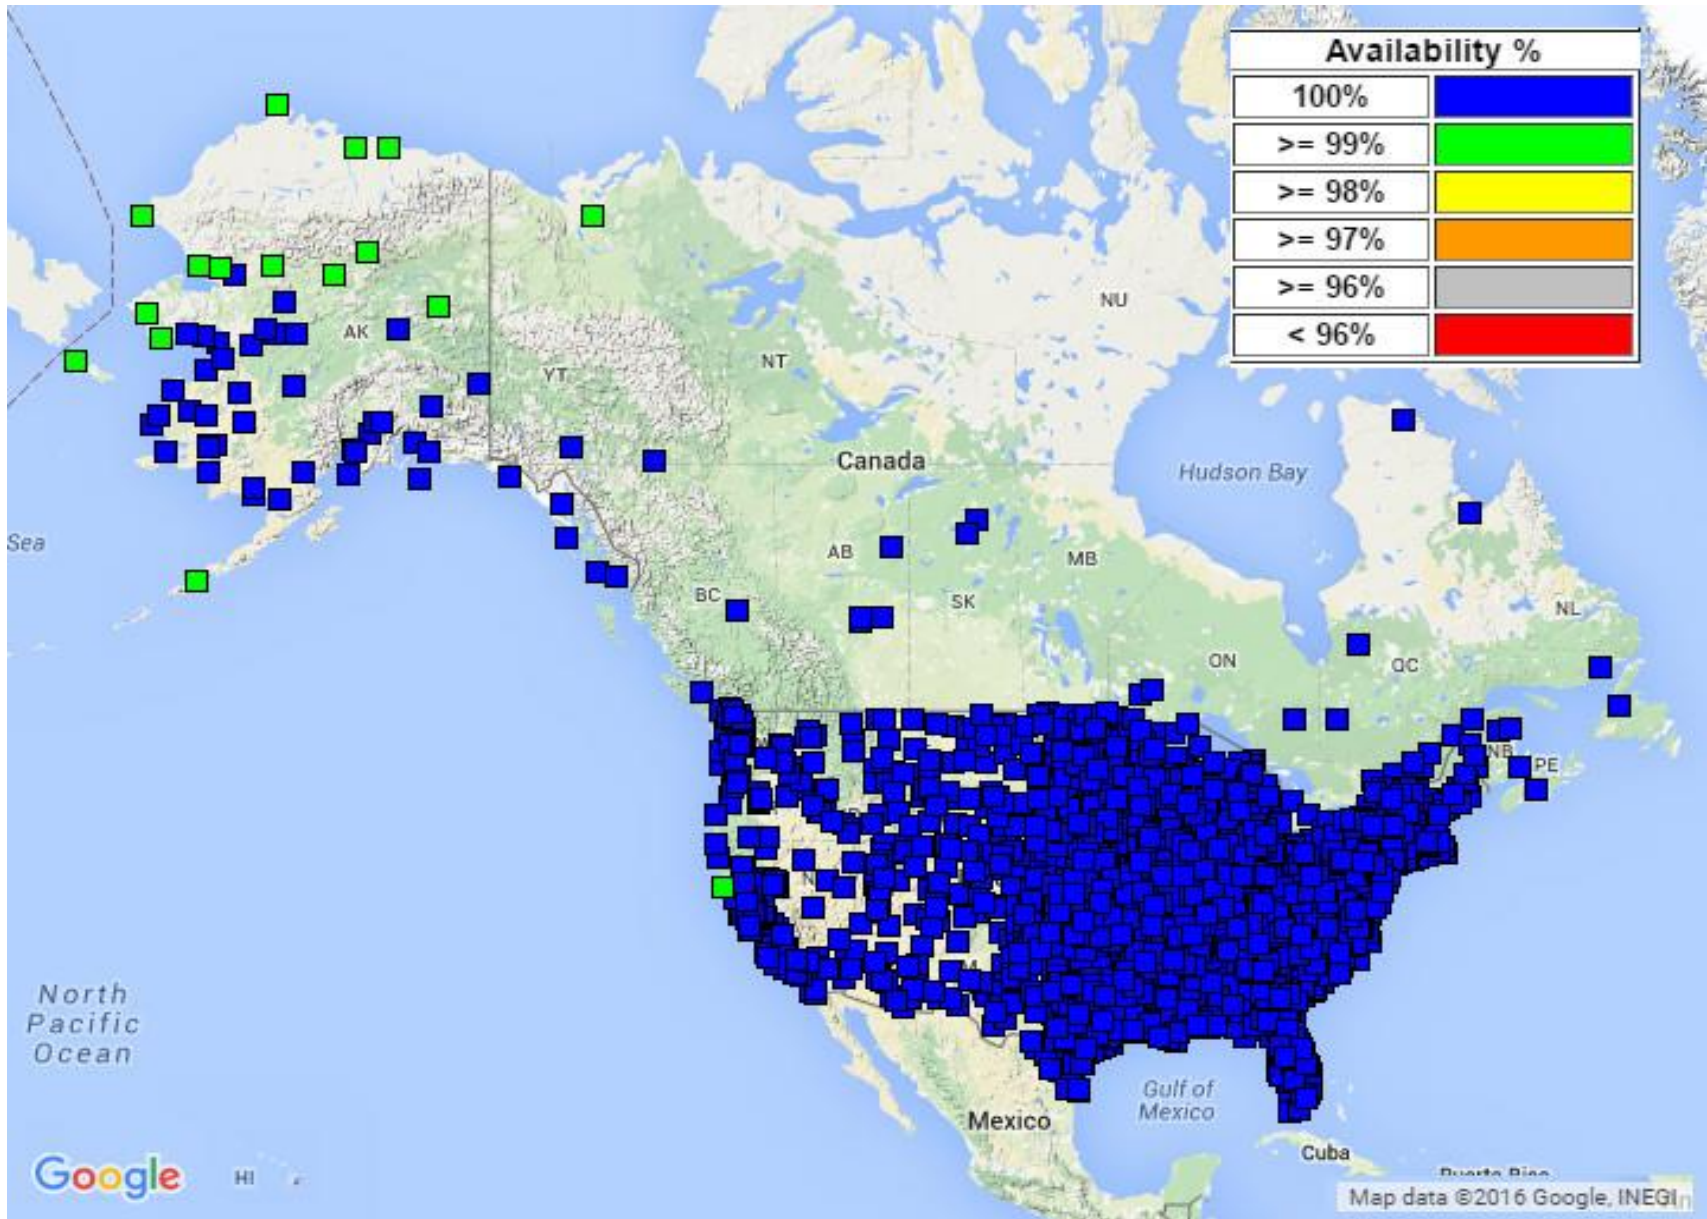 Availability %
100%
>= 99%
>= 98%
>= 97%
>= 96%
< 96%
NU
AK
NT
YT
Canada
Hudson Bay
Sea
AB
MB
BC
SK
NL
ON
QC
NB
PE
North
Pacific
Ocean
Gulf of
Mexico
Mexico
Cuba
Puerto Rico
Google
HI
Map data ©2016 Google, INEGI